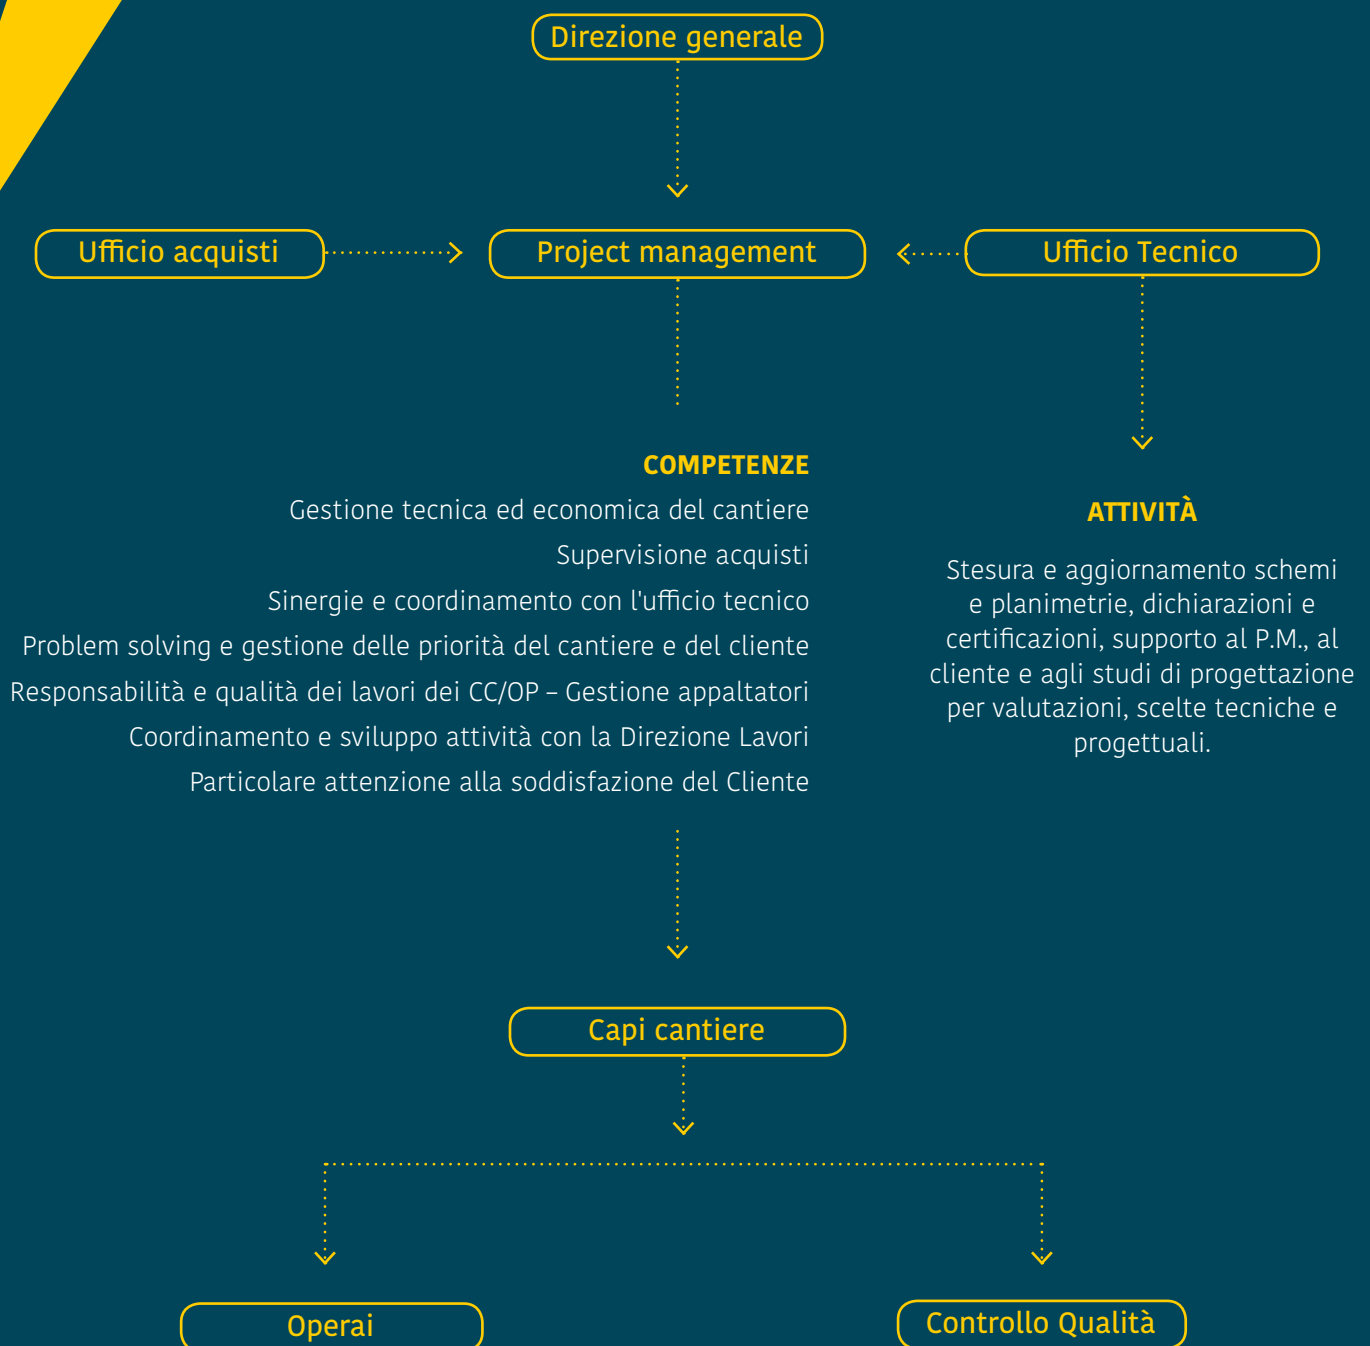 Direzione generale
Ufficio acquisti
Project management
Ufficio Tecnico
COMPETENZE
Gestione tecnica ed economica del cantiere
Supervisione acquisti
Sinergie e coordinamento con l'ufficio tecnico
Problem solving e gestione delle priorità del cantiere e del cliente
Responsabilità e qualità dei lavori dei CC/OP – Gestione appaltatori
Coordinamento e sviluppo attività con la Direzione Lavori
Particolare attenzione alla soddisfazione del Cliente
ATTIVITÀ
Stesura e aggiornamento schemi
e planimetrie, dichiarazioni e
certificazioni, supporto al P.M., al
cliente e agli studi di progettazione
per valutazioni, scelte tecniche e
progettuali.
Capi cantiere
Operai
Controllo Qualità